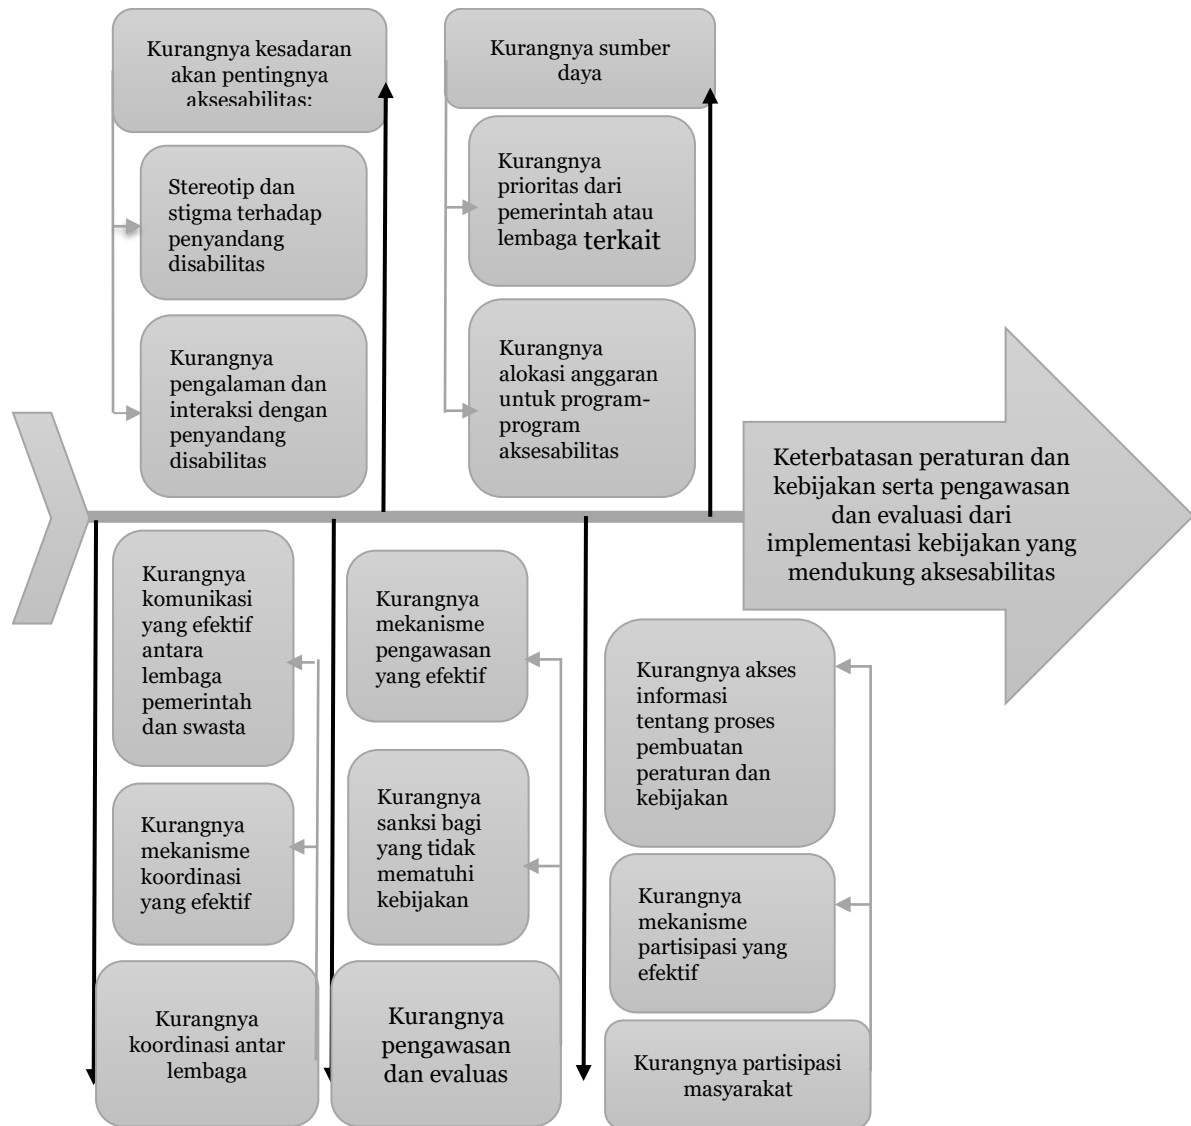 Kurangnya kesadaran
akan pentingnya
aksesabilitas:
Stereotip dan
stigma terhadap
penyandang
disabilitas
Kurangnya
pengalaman dan
interaksi dengan
penyandang
disabilitas
Kurangnya sumber
daya
Kurangnya
prioritas dari
pemerintah atau
lembaga terkait
Kurangnya
alokasi anggaran
untuk program-
program
aksesabilitas
Keterbatasan peraturan dan
kebijakan serta pengawasan
dan evaluasi dari
implementasi kebijakan yang
mendukung aksesabilitas
Kurangnya
komunikasi
yang efektif
antara
lembaga
pemerintah
dan swasta
Kurangnya
mekanisme
koordinasi
yang efektif
Kurangnya
koordinasi antar
lembaga
Kurangnya
mekanisme
pengawasan
yang efektif
Kurangnya
sanksi bagi
yang tidak
mematuhi
kebijakan
Kurangnya
pengawasan
dan evaluas
Kurangnya akses
informasi
tentang proses
pembuatan
peraturan dan
kebijakan
Kurangnya
mekanisme
partisipasi yang
efektif
Kurangnya partisipasi
masyarakat